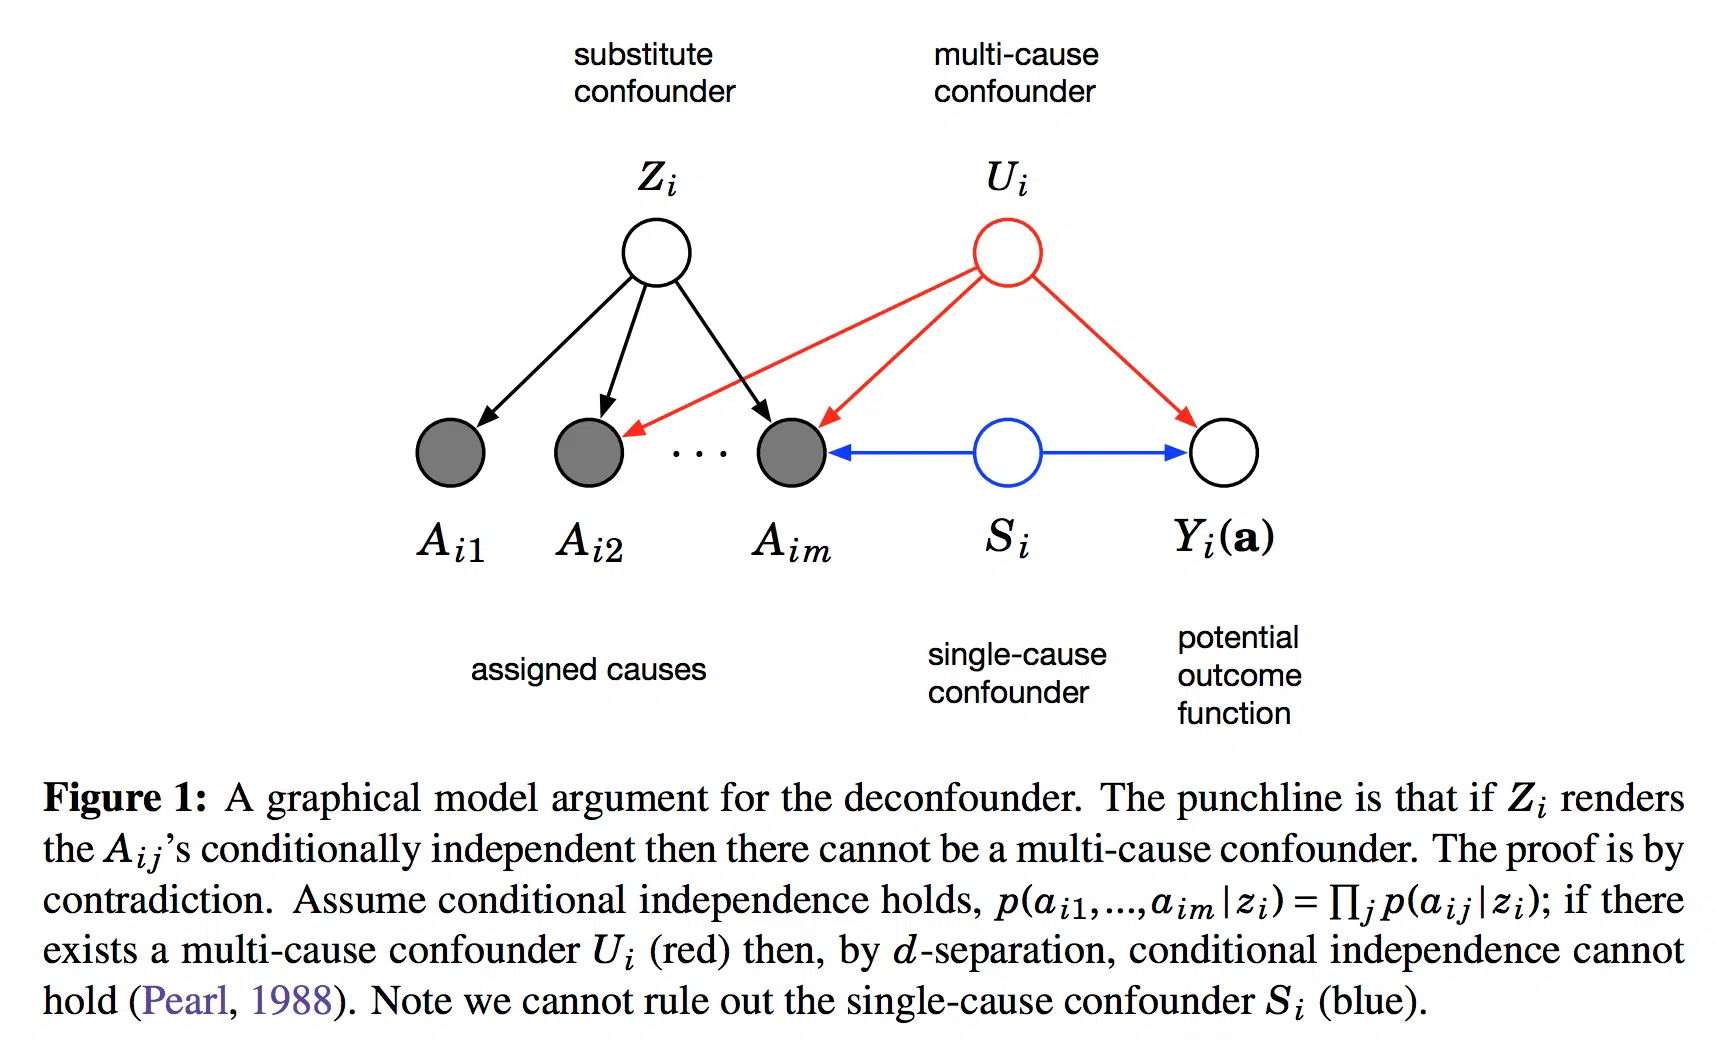 substitute confounder
multi-cause confounder
Z_i
U_i
A_{i1}
A_{i2}
· · ·
A_{im}
S_i
Y_i(𝐚)
assigned causes
single-cause confounder
potential outcome function
Figure 1: A graphical model argument for the deconfounder. The punchline is that if Z_i renders
the A_{ij}’s conditionally independent then there cannot be a multi-cause confounder. The proof is by
contradiction. Assume conditional independence holds, p(a_{i1},...,a_{im} | z_i) = ∏_j p(a_{ij} | z_i); if there
exists a multi-cause confounder U_i (red) then, by d-separation, conditional independence cannot
hold (Pearl, 1988). Note we cannot rule out the single-cause confounder S_i (blue).